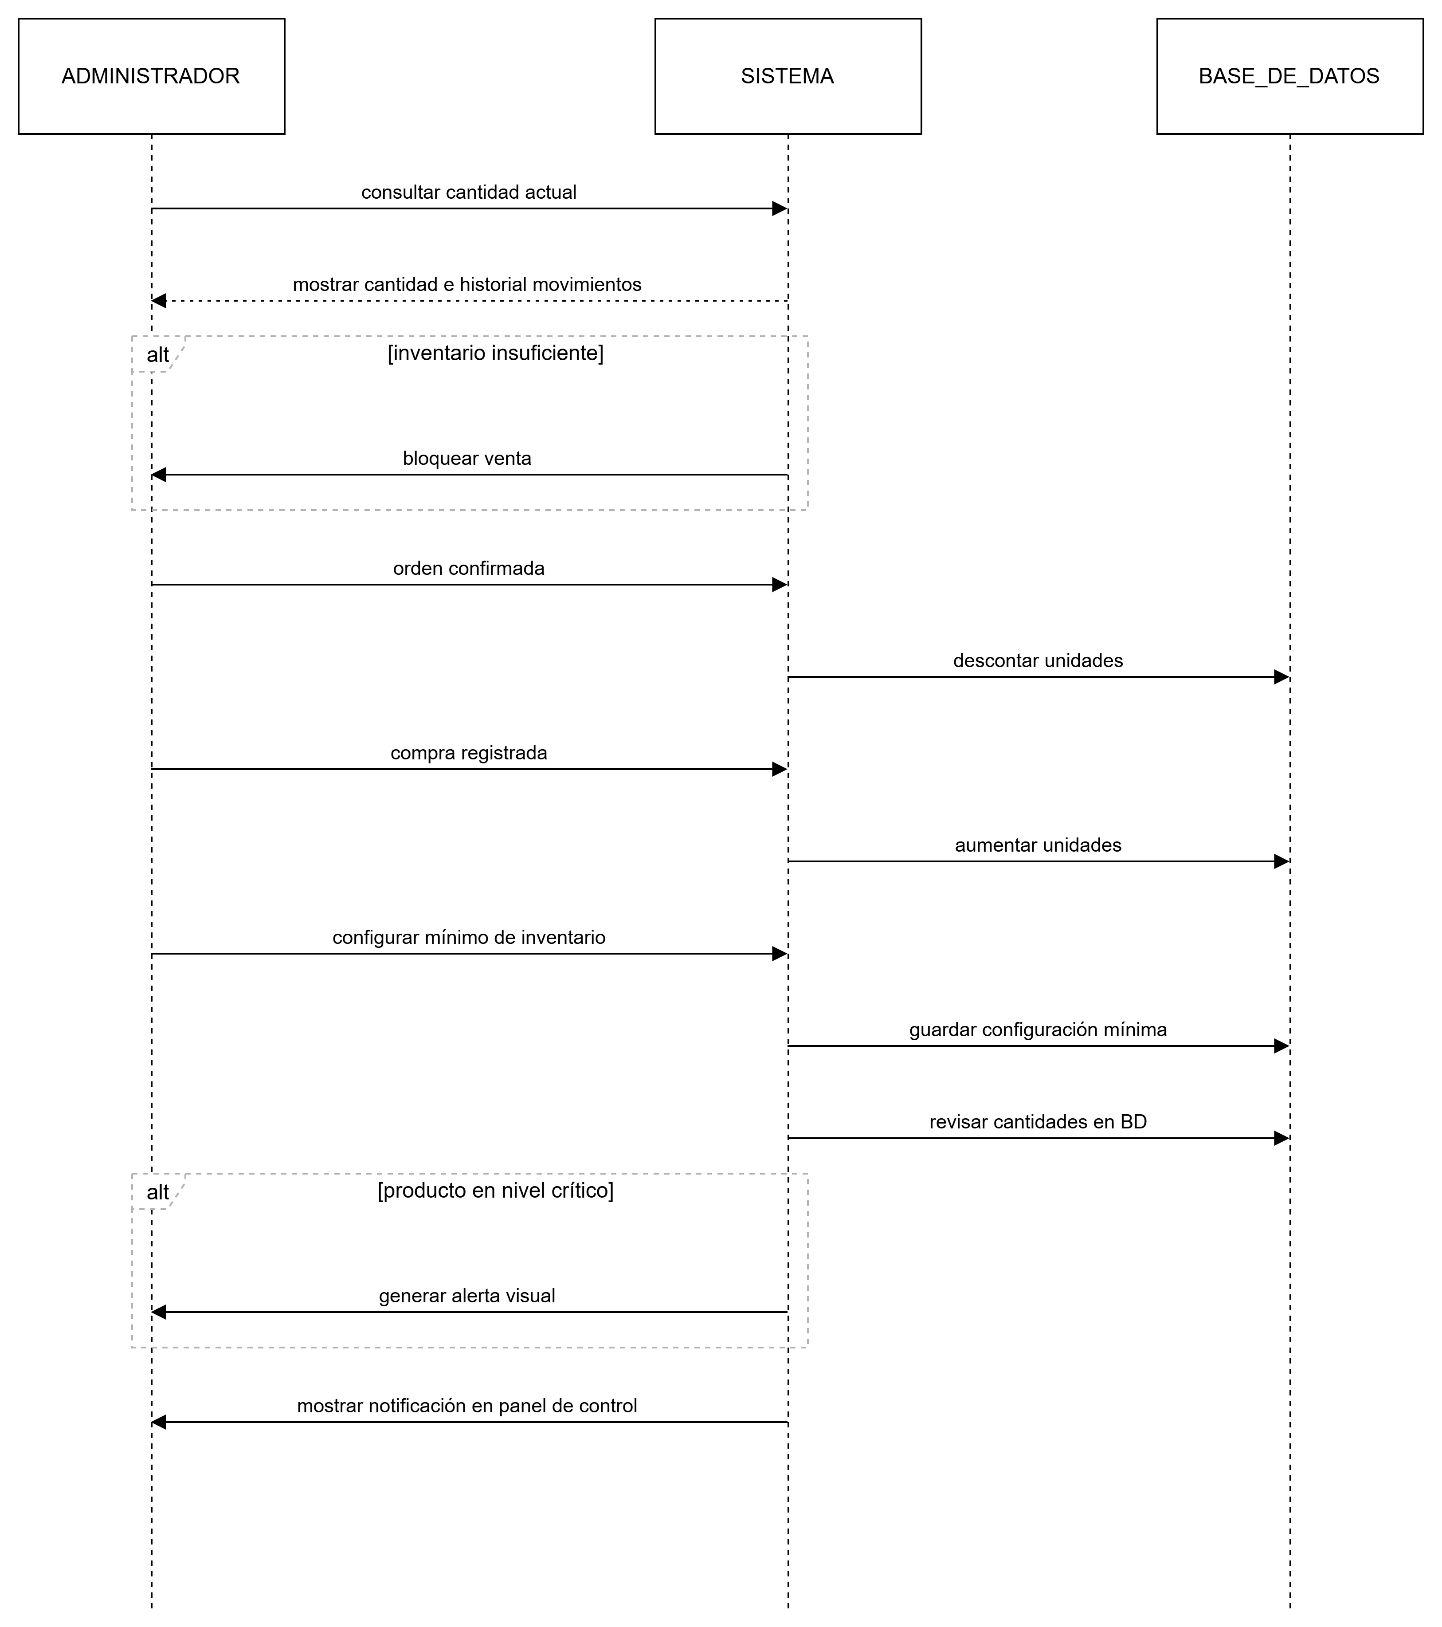 ADMINISTRADOR
SISTEMA
BASE_DE_DATOS
consultar cantidad actual
mostrar cantidad e historial movimientos
alt
[inventario insuficiente]
bloquear venta
orden confirmada
descontar unidades
compra registrada
aumentar unidades
configurar mínimo de inventario
guardar configuración mínima
revisar cantidades en BD
alt
[producto en nivel crítico]
generar alerta visual
mostrar notificación en panel de control